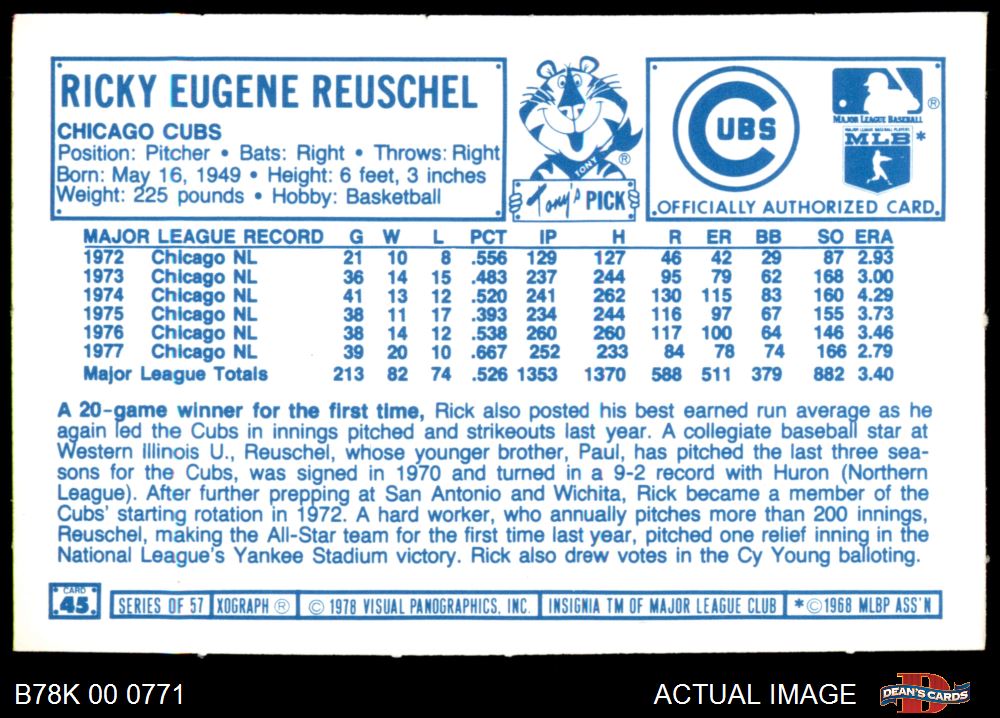 RICKY EUGENE REUSCHEL
CHICAGO CUBS
Position: Pitcher • Bats: Right • Throws: Right
Born: May 16, 1949 • Height: 6 feet, 3 inches
Weight: 225 pounds • Hobby: Basketball
TONY
®
Tony's PICK
CUBS
®
MAJOR LEAGUE BASEBALL
MAJOR LEAGUE BASEBALL PLAYERS
MLB *
OFFICIALLY AUTHORIZED CARD
MAJOR LEAGUE RECORD G W L PCT IP H R ER BB SO ERA
1972 Chicago NL 21 10 8 .556 129 127 46 42 29 87 2.93
1973 Chicago NL 36 14 15 .483 237 244 95 79 62 168 3.00
1974 Chicago NL 41 13 12 .520 241 262 130 115 83 160 4.29
1975 Chicago NL 38 11 17 .393 234 244 116 97 67 155 3.73
1976 Chicago NL 38 14 12 .538 260 260 117 100 64 146 3.46
1977 Chicago NL 39 20 10 .667 252 233 84 78 74 166 2.79
Major League Totals 213 82 74 .526 1353 1370 588 511 379 882 3.40
A 20-game winner for the first time, Rick also posted his best earned run average as he
again led the Cubs in innings pitched and strikeouts last year. A collegiate baseball star at
Western Illinois U., Reuschel, whose younger brother, Paul, has pitched the last three sea-
sons for the Cubs, was signed in 1970 and turned in a 9-2 record with Huron (Northern
League). After further prepping at San Antonio and Wichita, Rick became a member of the
Cubs' starting rotation in 1972. A hard worker, who annually pitches more than 200 innings,
Reuschel, making the All-Star team for the first time last year, pitched one relief inning in the
National League's Yankee Stadium victory. Rick also drew votes in the Cy Young balloting.
CARD
45
SERIES OF 57 XOGRAPH ® © 1978 VISUAL PANOGRAPHICS, INC. INSIGNIA TM OF MAJOR LEAGUE CLUB *©1968 MLBP ASS'N
B78K 00 0771
ACTUAL IMAGE
DEAN'S CARDS